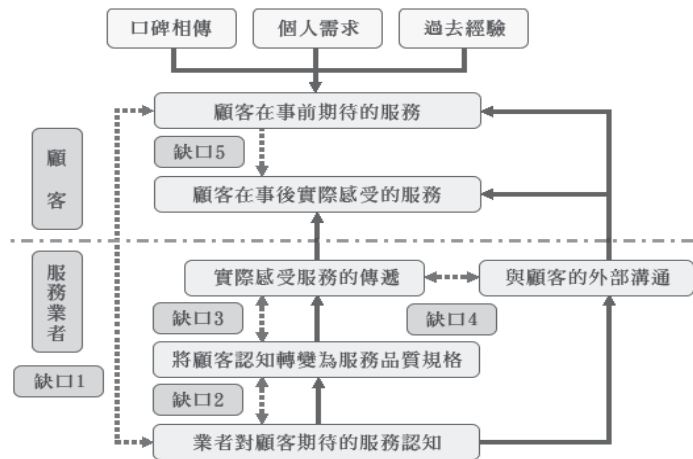 口碑相傳
個人需求
過去經驗
顧客在事前期待的服務
缺口5
顧客
顧客在事後實際感受的服務
服務業者
實際感受服務的傳遞
與顧客的外部溝通
缺口3
缺口4
將顧客認知轉變為服務品質規格
缺口1
缺口2
業者對顧客期待的服務認知